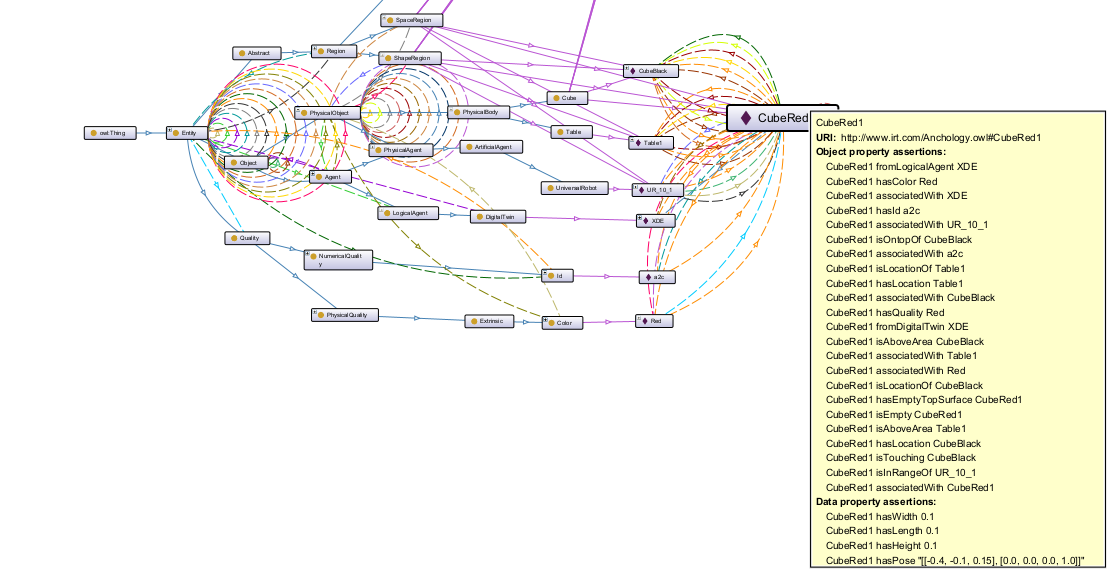 SpaceRegion
Abstract
Region
ShapeRegion
CubeBlack
Cube
PhysicalObject
PhysicalBody
CubeRed
owl:Thing
Entity
Table
Table1
PhysicalAgent
ArtificialAgent
Object
Agent
UniversalRobot
UR_10_1
LogicalAgent
DigitalTwin
XDE
Quality
NumericalQualit
y
Id
a2c
PhysicalQuality
Extrinsic
Color
Red
CubeRed1
URI: http://www.irt.com/Anchology.owl#CubeRed1
Object property assertions:
CubeRed1 fromLogicalAgent XDE
CubeRed1 hasColor Red
CubeRed1 associatedWith XDE
CubeRed1 hasId a2c
CubeRed1 associatedWith UR_10_1
CubeRed1 isOntopOf CubeBlack
CubeRed1 associatedWith a2c
CubeRed1 isLocationOf Table1
CubeRed1 hasLocation Table1
CubeRed1 associatedWith CubeBlack
CubeRed1 hasQuality Red
CubeRed1 fromDigitalTwin XDE
CubeRed1 isAboveArea CubeBlack
CubeRed1 associatedWith Table1
CubeRed1 associatedWith Red
CubeRed1 isLocationOf CubeBlack
CubeRed1 hasEmptyTopSurface CubeRed1
CubeRed1 isEmpty CubeRed1
CubeRed1 isAboveArea Table1
CubeRed1 hasLocation CubeBlack
CubeRed1 isTouching CubeBlack
CubeRed1 isInRangeOf UR_10_1
CubeRed1 associatedWith CubeRed1
Data property assertions:
CubeRed1 hasWidth 0.1
CubeRed1 hasLength 0.1
CubeRed1 hasHeight 0.1
CubeRed1 hasPose "[[-0.4, -0.1, 0.15], [0.0, 0.0, 0.0, 1.0]]"